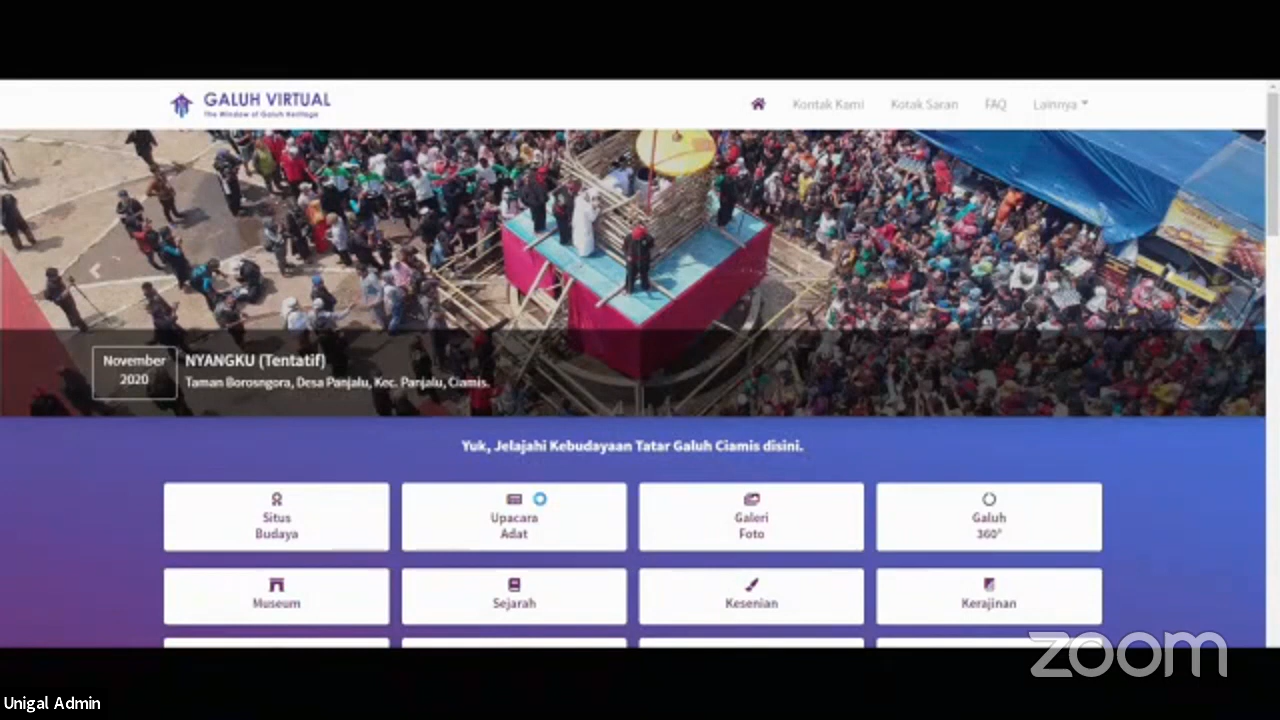 GALUH VIRTUAL
The Window of Galuh Heritage
Kontak Kami
Kotak Saran
FAQ
Lainnya
November
2020
NYANGKU (Tentatif)
Taman Borosngora, Desa Panjalu, Kec. Panjalu, Ciamis.
Yuk, Jelajahi Kebudayaan Tatar Galuh Ciamis disini.
Situs
Budaya
Upacara
Adat
Galeri
Foto
Galuh
360°
Museum
Sejarah
Kesenian
Kerajinan
zoom
Unigal Admin